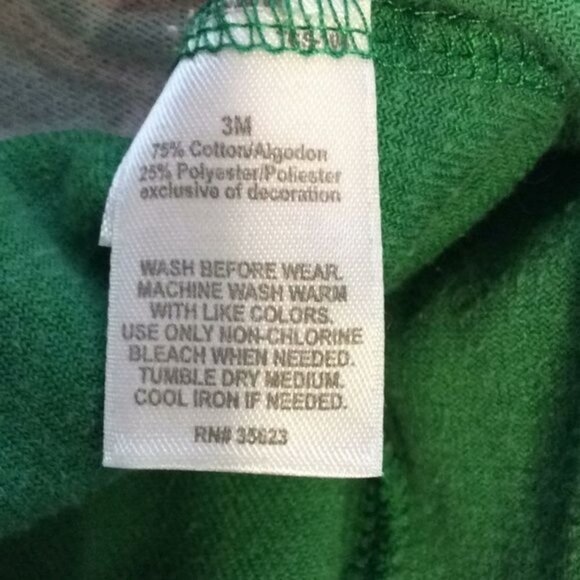 3M
75% Cotton/Algodon
25% Polyester/Poliester
exclusive of decoration
WASH BEFORE WEAR.
MACHINE WASH WARM
WITH LIKE COLORS.
USE ONLY NON-CHLORINE
BLEACH WHEN NEEDED.
TUMBLE DRY MEDIUM.
COOL IRON IF NEEDED.
RN# 35623